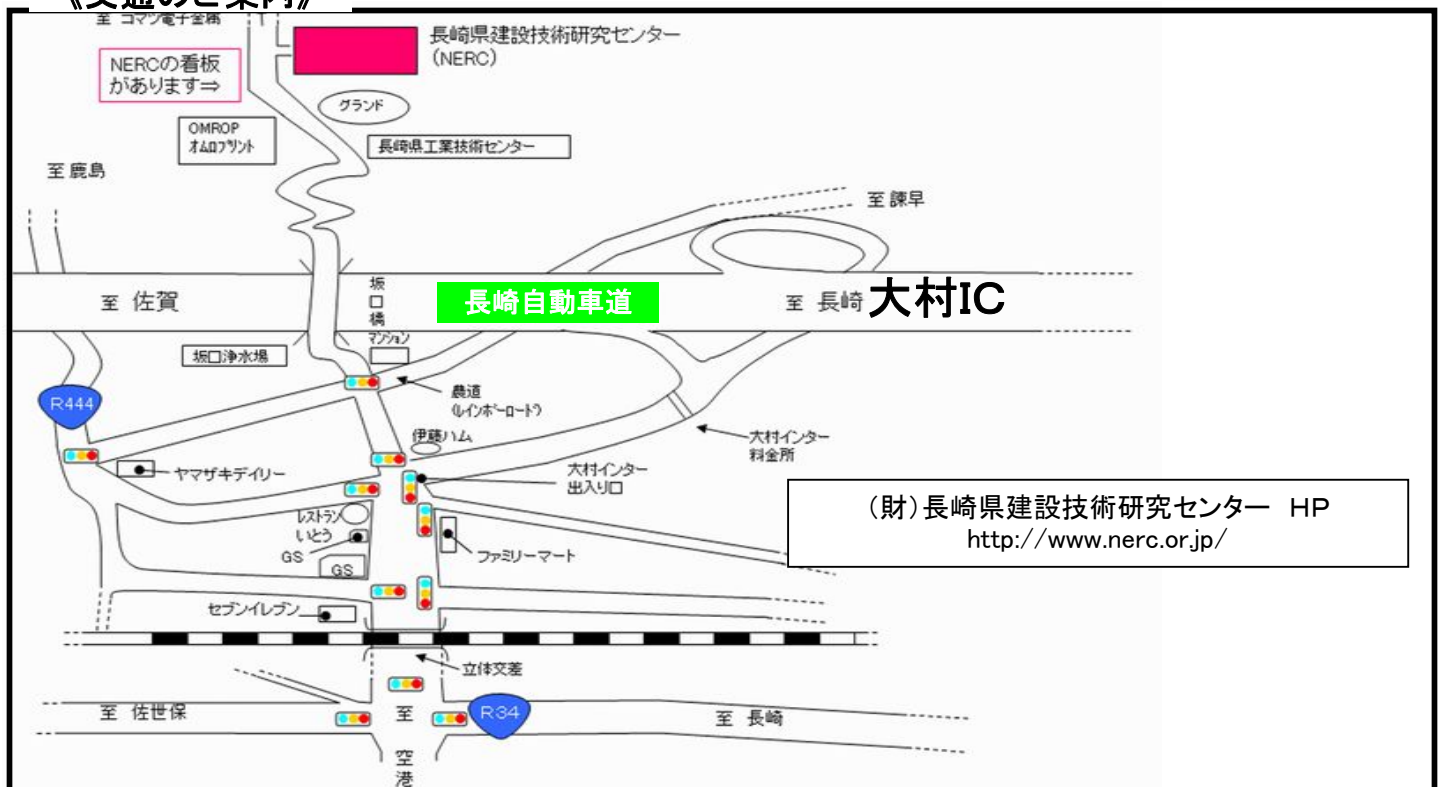 《交通のご案内》
至 コマツ電子金属
長崎県建設技術研究センター
(NERC)
NERCの看板
があります⇒
グランド
OMROP
オムロプリント
長崎県工業技術センター
至 鹿島
至 諫早
至 佐賀
坂口橋
長崎自動車道
至 長崎
大村IC
マンション
坂口浄水場
農道
(レインボーロード)
R444
伊藤ハム
大村インター
料金所
ヤマザキデイリー
大村インター
出入り口
レストラン
いとう
GS
GS
ファミリーマート
(財)長崎県建設技術研究センター HP
http://www.nerc.or.jp/
セブンイレブン
立体交差
至 佐世保
至空港
R34
至 長崎